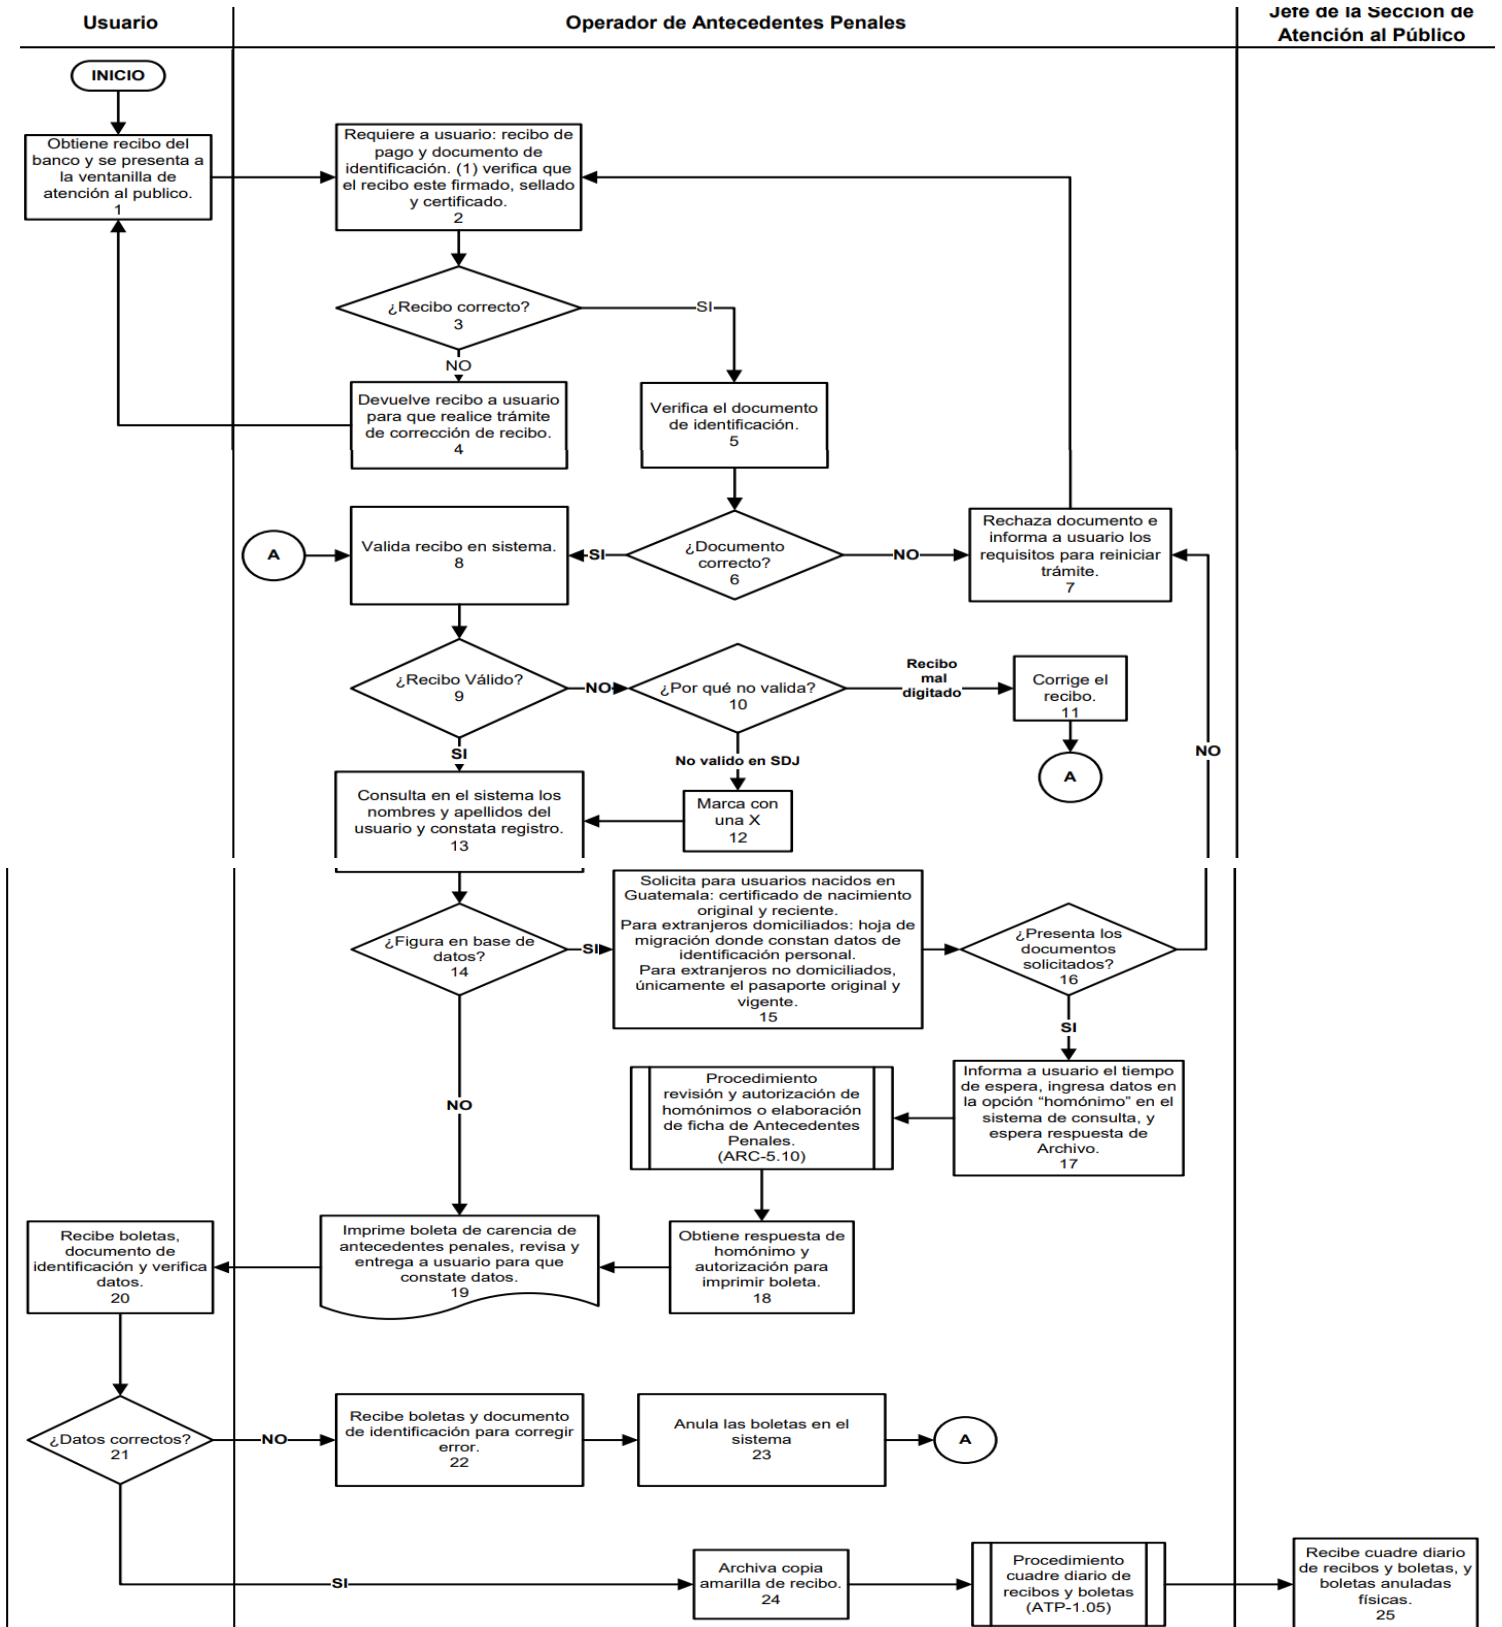 Usuario
Operador de Antecedentes Penales
Jefe de la Sección de
Atención al Público
INICIO
Obtiene recibo del
banco y se presenta a
la ventanilla de
atención al publico.
1
Requiere a usuario: recibo de
pago y documento de
identificación. (1) verifica que
el recibo este firmado, sellado
y certificado.
2
¿Recibo correcto?
3
SI
NO
Devuelve recibo a usuario
para que realice trámite
de corrección de recibo.
4
Verifica el documento
de identificación.
5
A
Valida recibo en sistema.
8
SI
¿Documento
correcto?
6
NO
Rechaza documento e
informa a usuario los
requisitos para reiniciar
trámite.
7
¿Recibo Válido?
9
NO
¿Por qué no valida?
10
Recibo
mal
digitado
Corrige el
recibo.
11
SI
No valido en SDJ
A
NO
Consulta en el sistema los
nombres y apellidos del
usuario y constata registro.
13
Marca con
una X
12
¿Figura en base de
datos?
14
SI
Solicita para usuarios nacidos en
Guatemala: certificado de nacimiento
original y reciente.
Para extranjeros domiciliados: hoja de
migración donde constan datos de
identificación personal.
Para extranjeros no domiciliados,
únicamente el pasaporte original y
vigente.
15
¿Presenta los
documentos
solicitados?
16
SI
NO
Procedimiento
revisión y autorización de
homónimos o elaboración
de ficha de Antecedentes
Penales.
(ARC-5.10)
Informa a usuario el tiempo
de espera, ingresa datos en
la opción “homónimo” en el
sistema de consulta, y
espera respuesta de
Archivo.
17
Recibe boletas,
documento de
identificación y verifica
datos.
20
Imprime boleta de carencia de
antecedentes penales, revisa y
entrega a usuario para que
constate datos.
19
Obtiene respuesta de
homónimo y
autorización para
imprimir boleta.
18
¿Datos correctos?
21
NO
Recibe boletas y documento
de identificación para corregir
error.
22
Anula las boletas en el
sistema
23
A
SI
Archiva copia
amarilla de recibo.
24
Procedimiento
cuadre diario de
recibos y boletas
(ATP-1.05)
Recibe cuadre diario
de recibos y boletas, y
boletas anuladas
físicas.
25